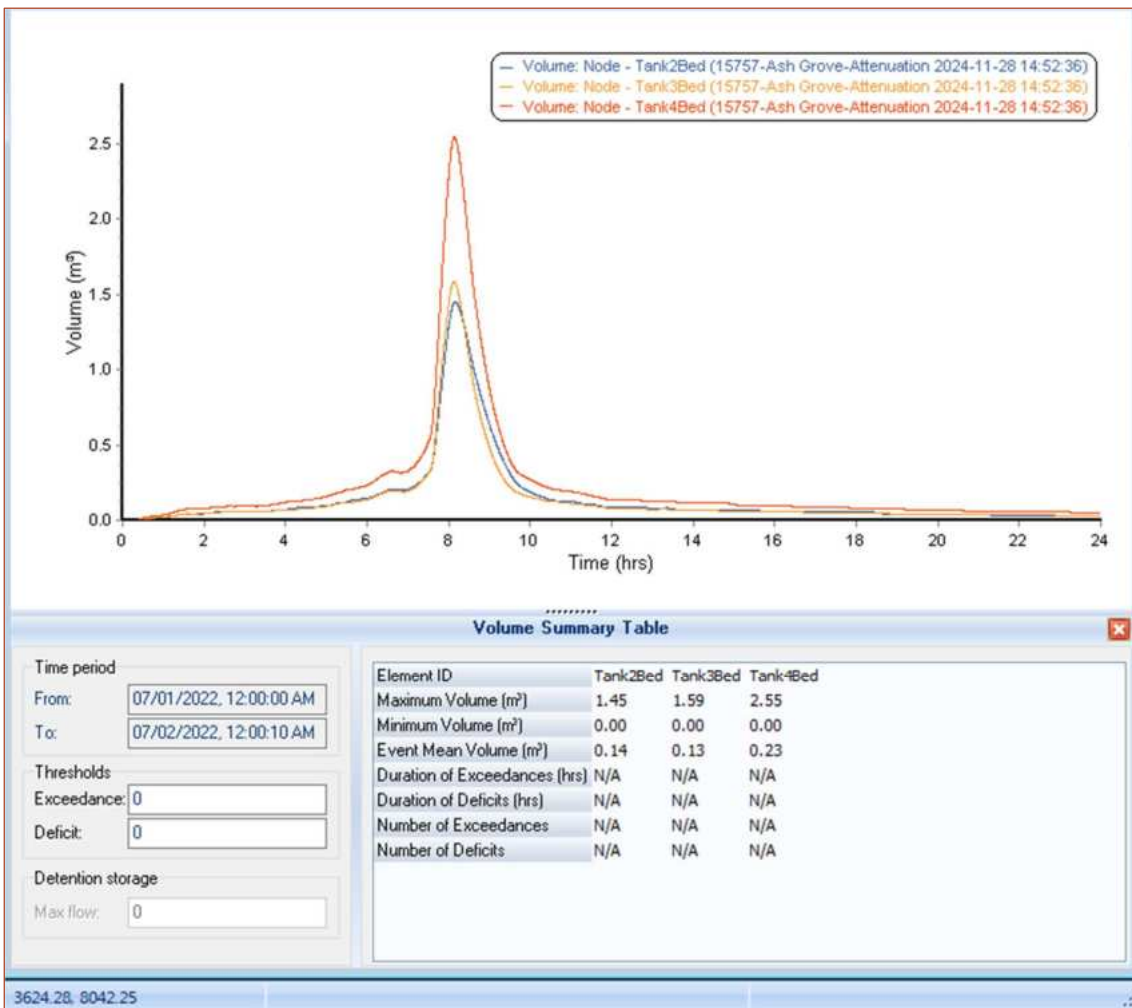 Volume: Node - Tank2Bed (15757-Ash Grove-Attenuation 2024-11-28 14:52:36)
Volume: Node - Tank3Bed (15757-Ash Grove-Attenuation 2024-11-28 14:52:36)
Volume: Node - Tank4Bed (15757-Ash Grove-Attenuation 2024-11-28 14:52:36)
Volume (m³)
2.5
2.0
1.5
1.0
0.5
0.0
0 2 4 6 8 10 12 14 16 18 20 22 24
Time (hrs)
Volume Summary Table
Time period
From: 07/01/2022, 12:00:00 AM
To: 07/02/2022, 12:00:10 AM
Thresholds
Exceedance: 0
Deficit: 0
Detention storage
Max flow: 0
Element ID Tank2Bed Tank3Bed Tank4Bed
Maximum Volume (m³) 1.45 1.59 2.55
Minimum Volume (m³) 0.00 0.00 0.00
Event Mean Volume (m³) 0.14 0.13 0.23
Duration of Exceedances (hrs) N/A N/A N/A
Duration of Deficits (hrs) N/A N/A N/A
Number of Exceedances N/A N/A N/A
Number of Deficits N/A N/A N/A
3624.28, 8042.25